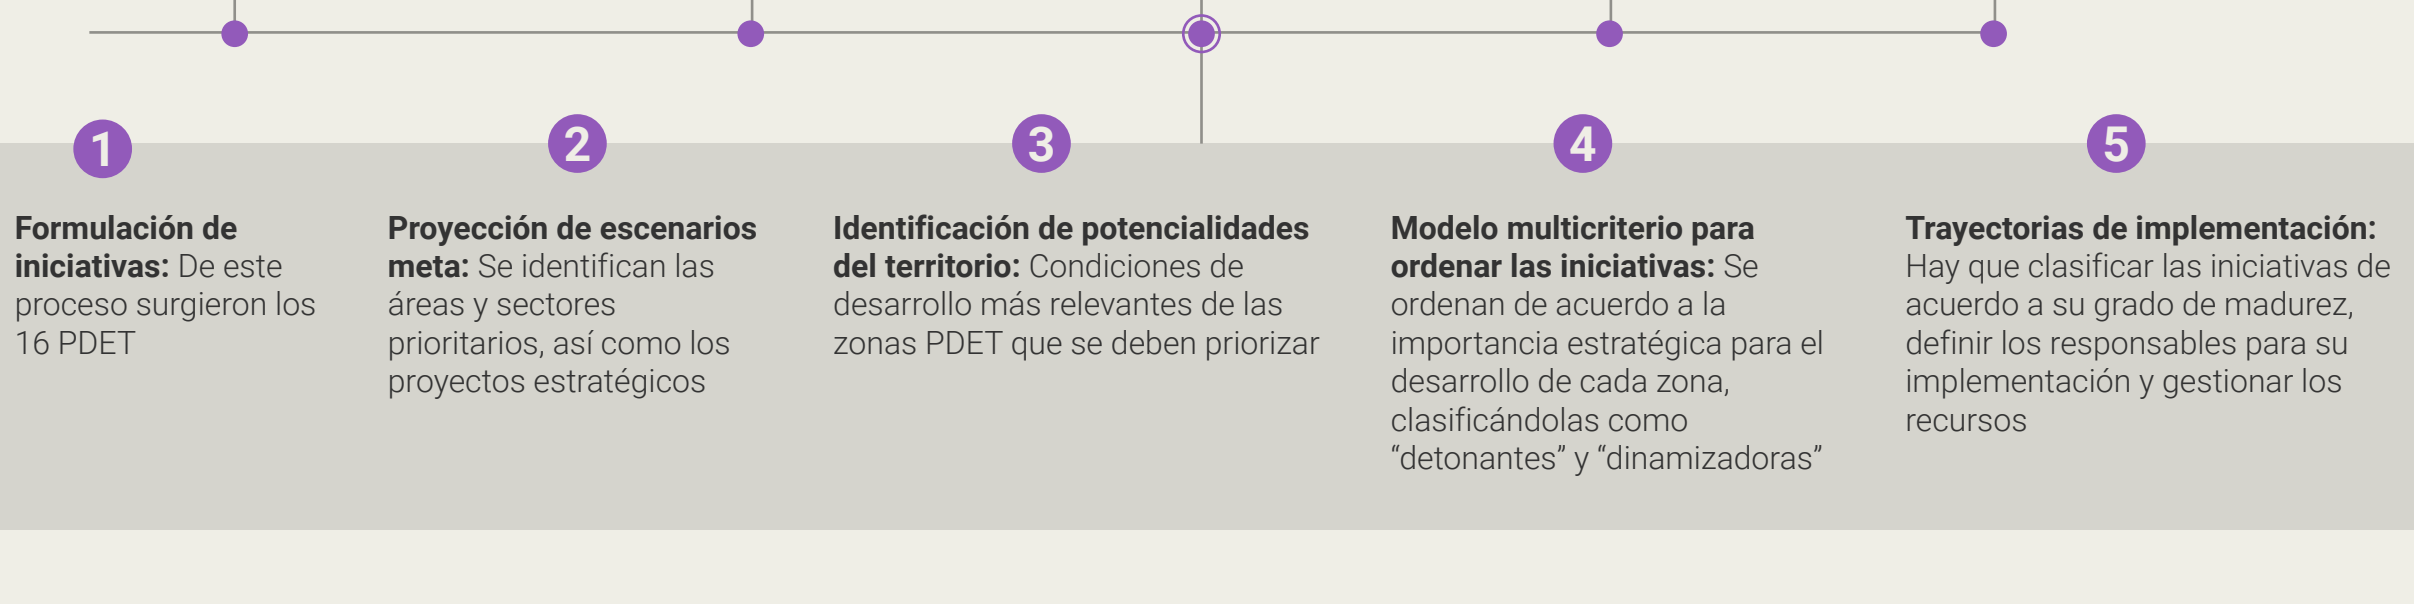 1
Formulación de
iniciativas: De este
proceso surgieron los
16 PDET
2
Proyección de escenarios
meta: Se identifican las
áreas y sectores
prioritarios, así como los
proyectos estratégicos
3
Identificación de potencialidades
del territorio: Condiciones de
desarrollo más relevantes de las
zonas PDET que se deben priorizar
4
Modelo multicriterio para
ordenar las iniciativas: Se
ordenan de acuerdo a la
importancia estratégica para el
desarrollo de cada zona,
clasificándolas como
“detonantes” y “dinamizadoras”
5
Trayectorias de implementación:
Hay que clasificar las iniciativas de
acuerdo a su grado de madurez,
definir los responsables para su
implementación y gestionar los
recursos